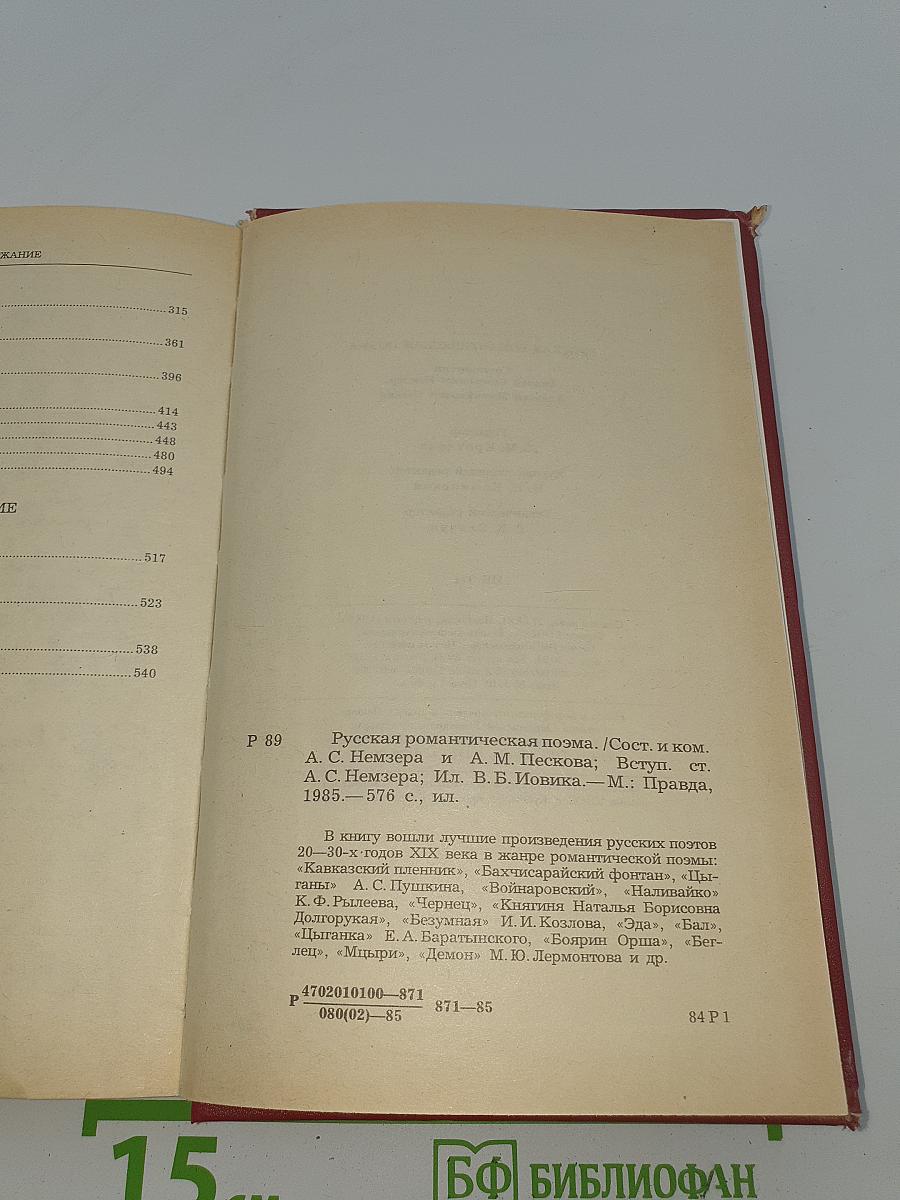 ЖАНИЕ
315
361
396
414
443
448
480
494
ИЕ
517
523
538
540
Р 89
Русская романтическая поэма. /Сост. и ком.
А. С. Немзера и А. М. Пескова; Вступ. ст.
А. С. Немзера; Ил. В. Б. Иовика.— М.: Правда,
1985.— 576 с., ил.
В книгу вошли лучшие произведения русских поэтов
20—30-х годов XIX века в жанре романтической поэмы:
«Кавказский пленник», «Бахчисарайский фонтан», «Цы-
ганы» А. С. Пушкина, «Войнаровский», «Наливайко»
К. Ф. Рылеева, «Чернец», «Княгиня Наталья Борисовна
Долгорукая», «Безумная» И. И. Козлова, «Эда», «Бал»,
«Цыганка» Е. А. Баратынского, «Боярин Орша», «Бег-
лец», «Мцыри», «Демон» М. Ю. Лермонтова и др.
Р 4702010100—871
080(02)—85
871—85
84 Р 1
15 см
БФ БИБЛИОФАН